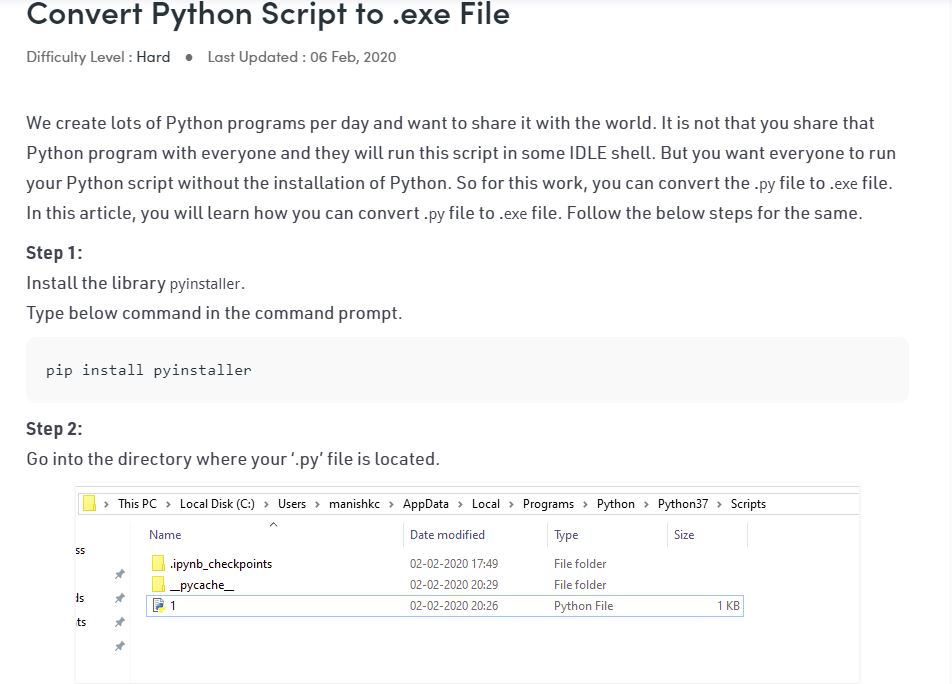 Convert Python Script to .exe File
Difficulty Level : Hard ● Last Updated : 06 Feb, 2020
We create lots of Python programs per day and want to share it with the world. It is not that you share that
Python program with everyone and they will run this script in some IDLE shell. But you want everyone to run
your Python script without the installation of Python. So for this work, you can convert the .py file to .exe file.
In this article, you will learn how you can convert .py file to .exe file. Follow the below steps for the same.
Step 1:
Install the library pyinstaller.
Type below command in the command prompt.
pip install pyinstaller
Step 2:
Go into the directory where your ‘.py’ file is located.
This PC > Local Disk (C:) > Users > manishkc > AppData > Local > Programs > Python > Python37 > Scripts
Name Date modified Type Size
ss
.ipynb_checkpoints 02-02-2020 17:49 File folder
__pycache__ 02-02-2020 20:29 File folder
ds
1 02-02-2020 20:26 Python File 1 KB
ts